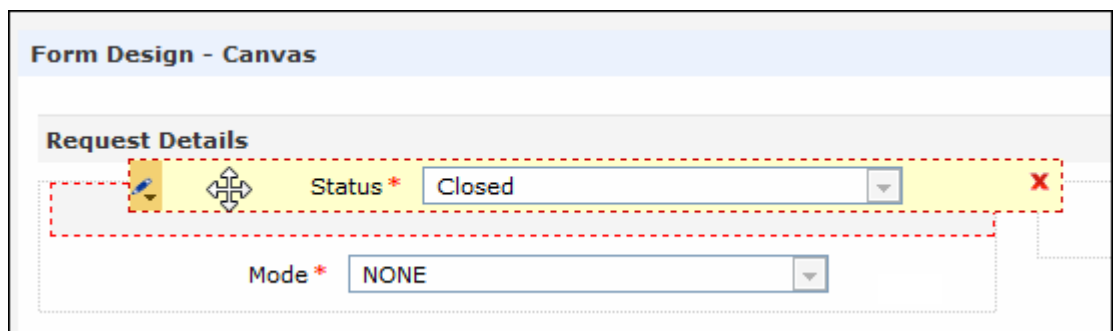 Form Design - Canvas
Request Details
Status * Closed
Mode * NONE